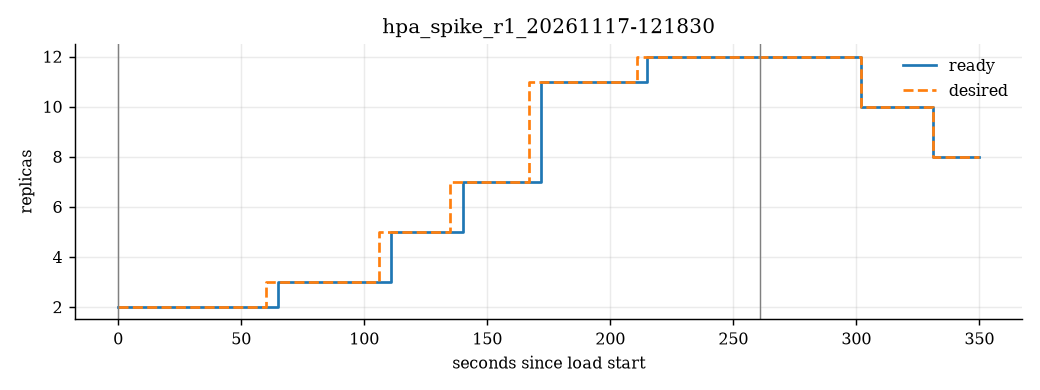 hpa_spike_r1_20261117-121830
12
10
8
6
4
2
replicas
ready
desired
0 50 100 150 200 250 300 350
seconds since load start